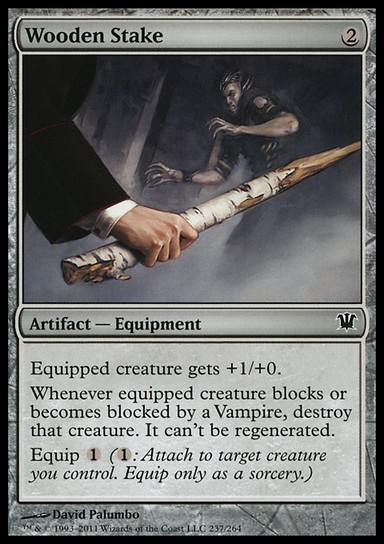 Wooden Stake 2
Artifact — Equipment
Equipped creature gets +1/+0.
Whenever equipped creature blocks or
becomes blocked by a Vampire, destroy
that creature. It can't be regenerated.
Equip 1 (1: Attach to target creature
you control. Equip only as a sorcery.)
David Palumbo
™ & © 1993–2011 Wizards of the Coast LLC 237/264